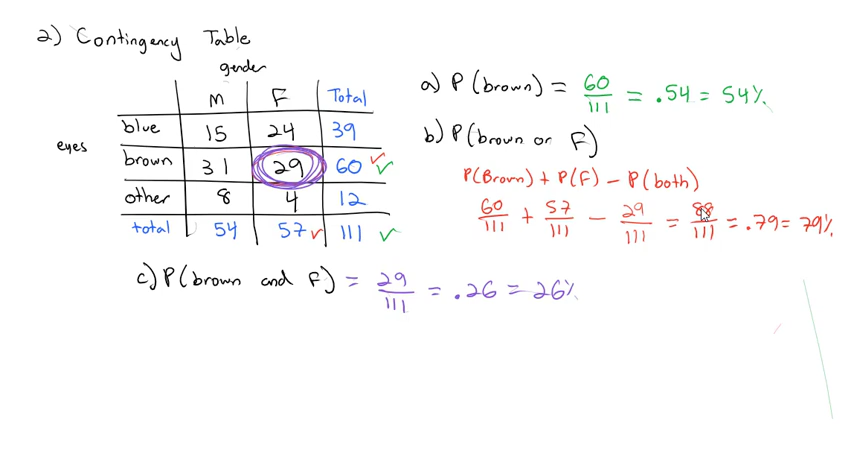 2) Contingency Table
gender
M F Total
eyes
blue 15 24 39
brown 31 29 60
other 8 4 12
total 54 57 111
a) P(brown) = 60/111 = .54 = 54%
b) P(brown or F)
P(Brown) + P(F) - P(both)
60/111 + 57/111 - 29/111 = 88/111 = .79 = 79%
c) P(brown and F) = 29/111 = .26 = 26%